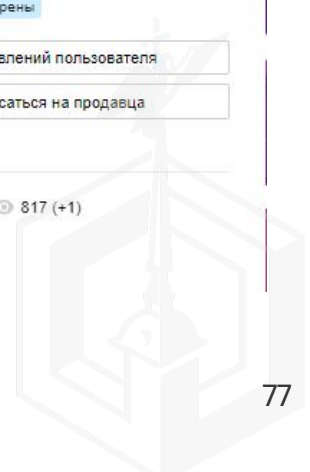 рены
влений пользователя
саться на продавца
817 (+1)
77